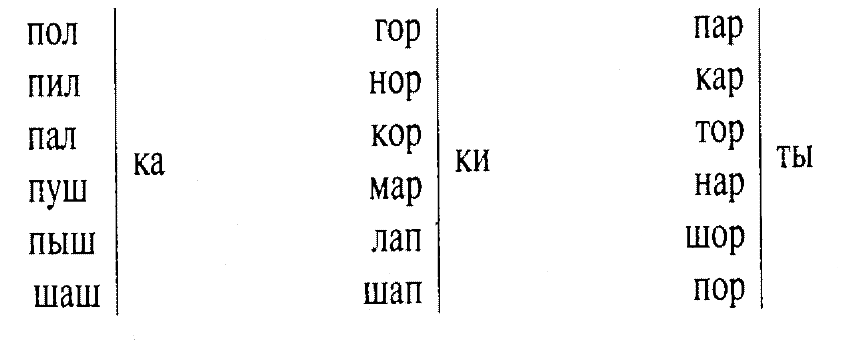 пол
пил
пал
пуш
пыш
шаш
ка
гор
нор
кор
мар
лап
шап
ки
пар
кар
тор
нар
шор
пор
ты